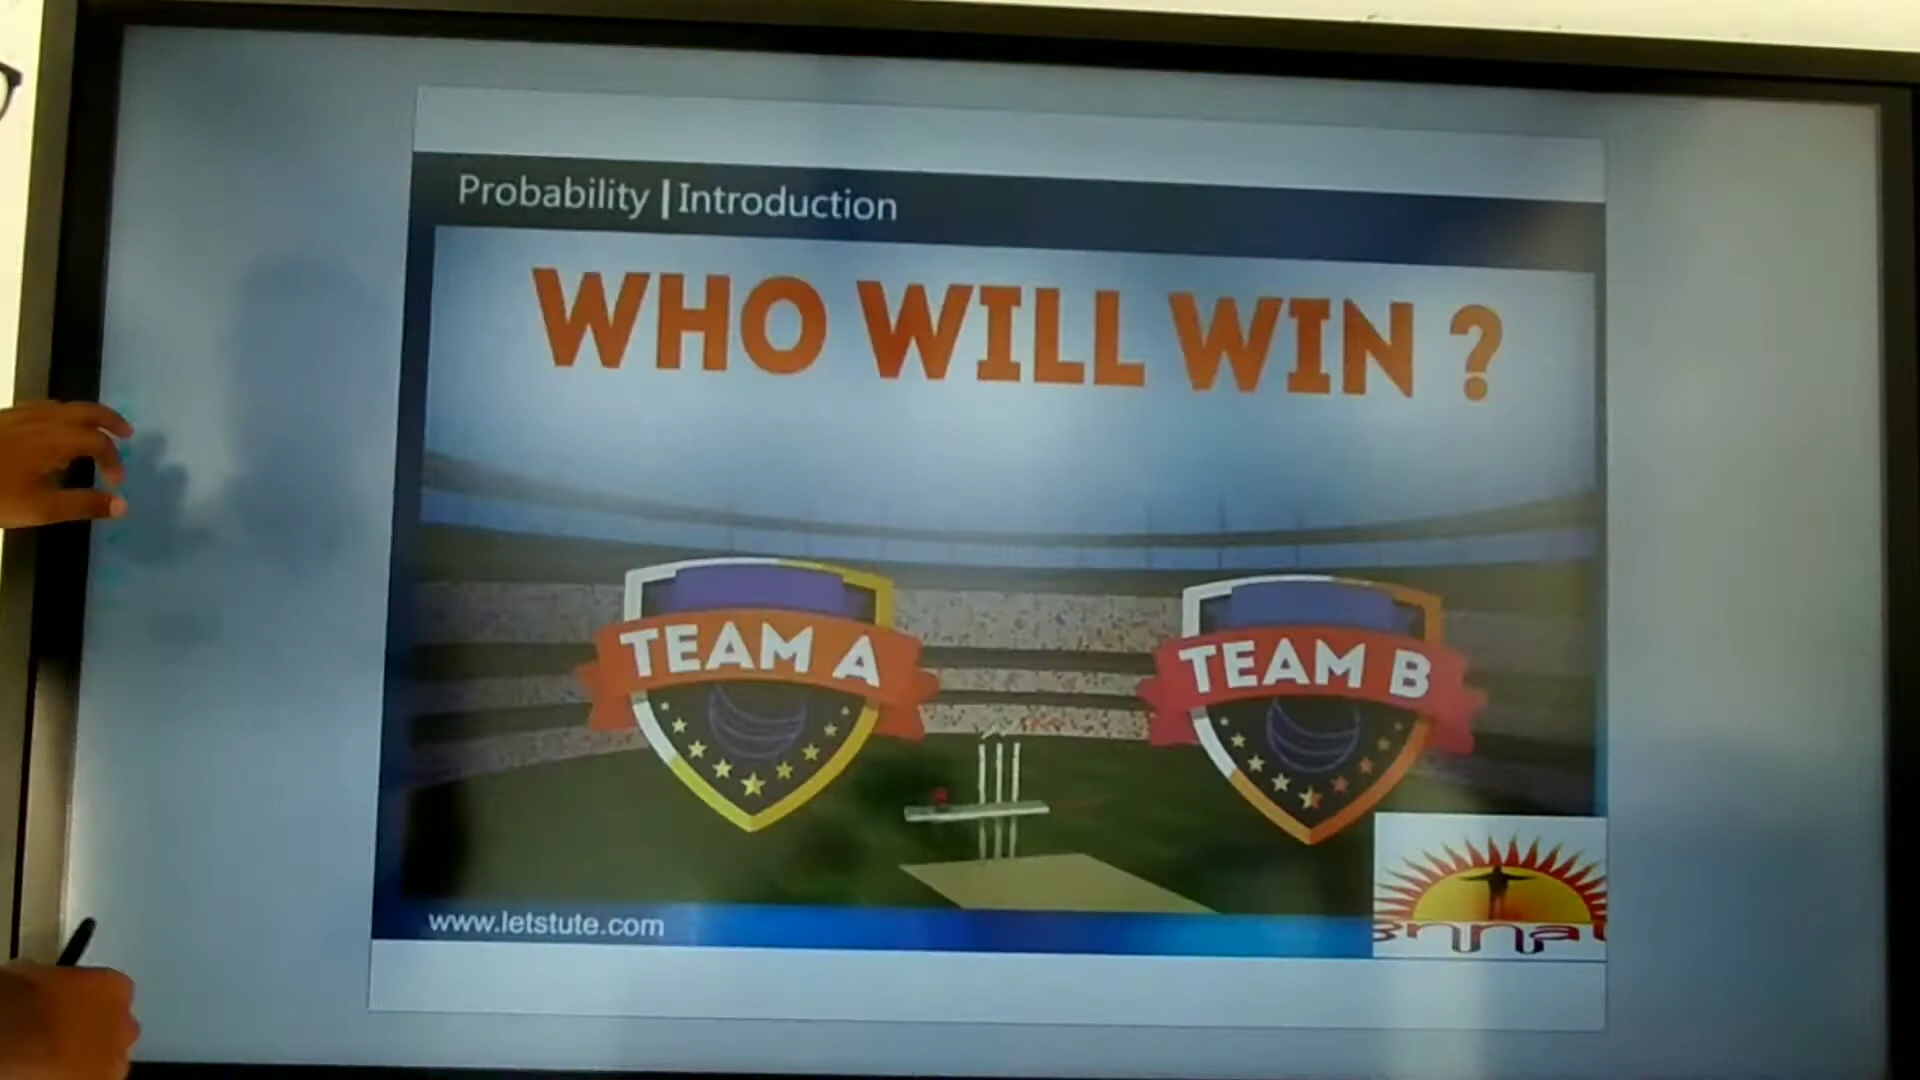 Probability | Introduction
WHO WILL WIN ?
TEAM A
TEAM B
www.letstute.com